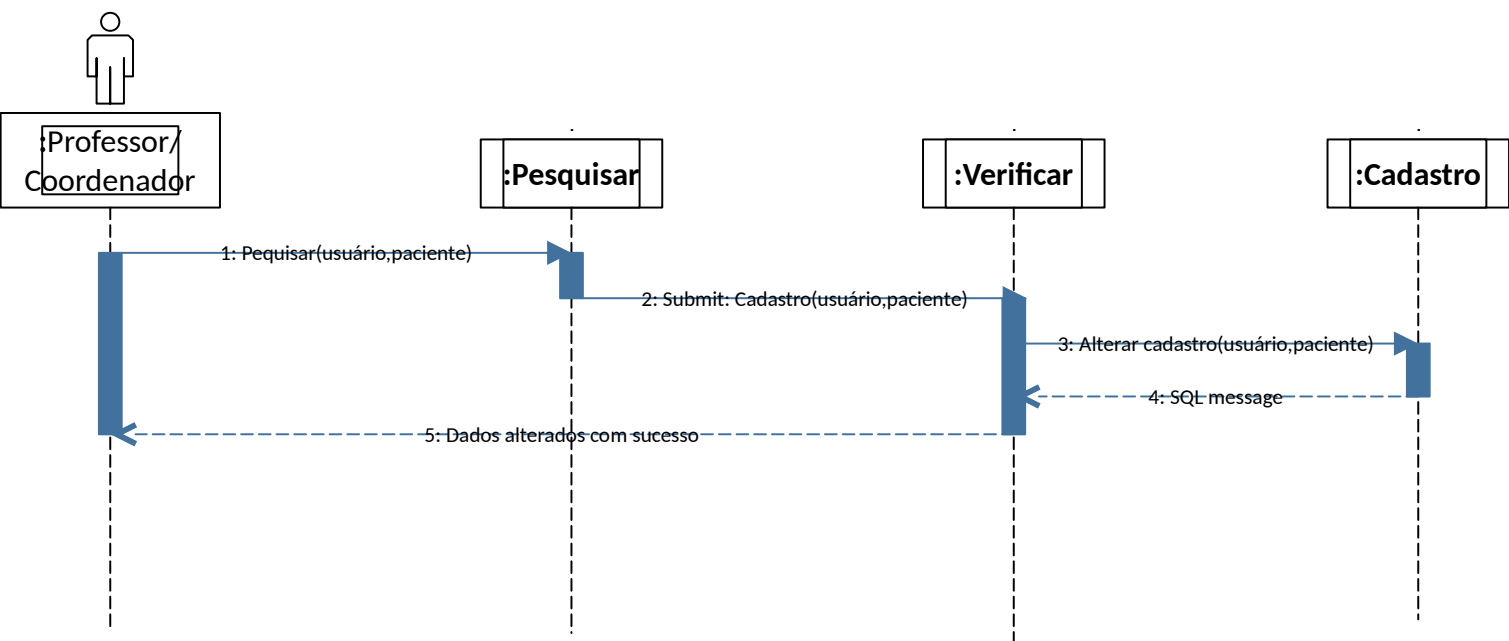 :Professor/
Coordenador
:Pesquisar
:Verificar
:Cadastro
1: Pequisar(usuário,paciente)
2: Submit: Cadastro(usuário,paciente)
3: Alterar cadastro(usuário,paciente)
4: SQL message
5: Dados alterados com sucesso